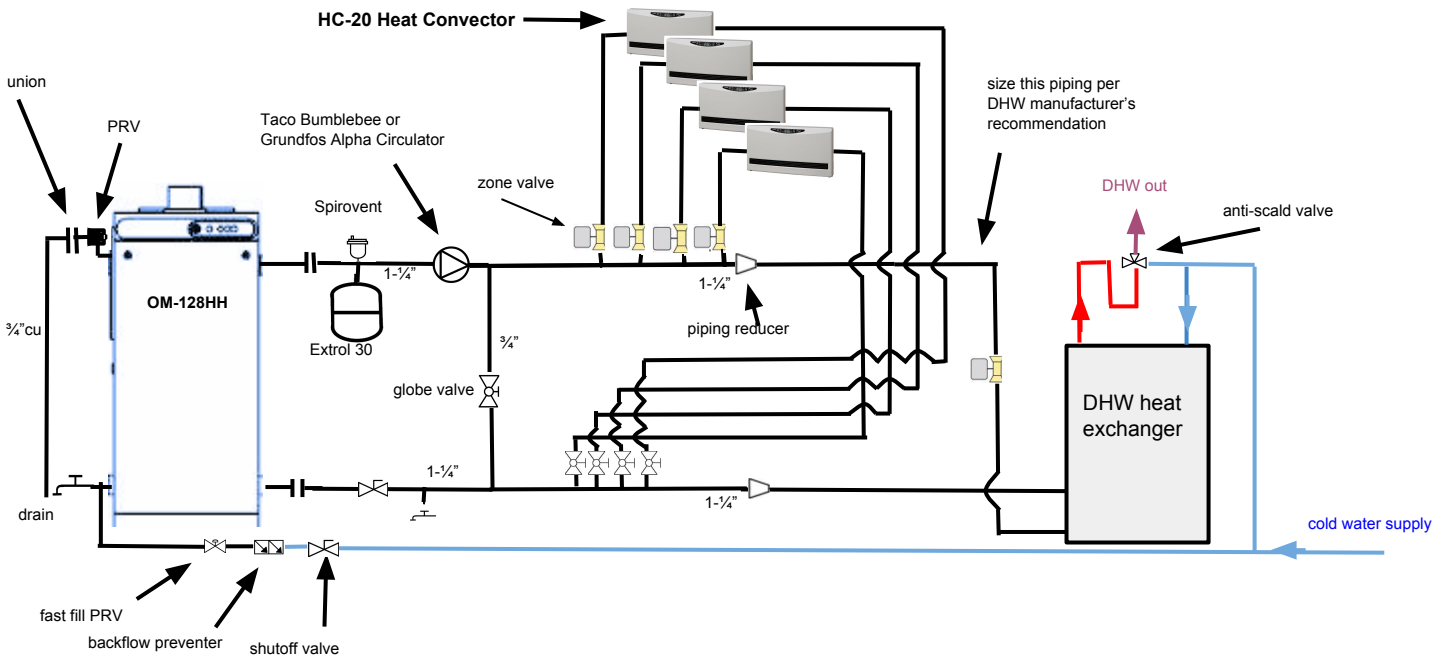 HC-20 Heat Convector
union
PRV
Taco Bumblebee or
Grundfos Alpha Circulator
size this piping per
DHW manufacturer's
recommendation
zone valve
Spirovent
DHW out
anti-scald valve
1-¼”
1-¼”
OM-128HH
¾”cu
piping reducer
Extrol 30
¾”
globe valve
DHW heat
exchanger
1-¼”
1-¼”
drain
cold water supply
fast fill PRV
backflow preventer
shutoff valve